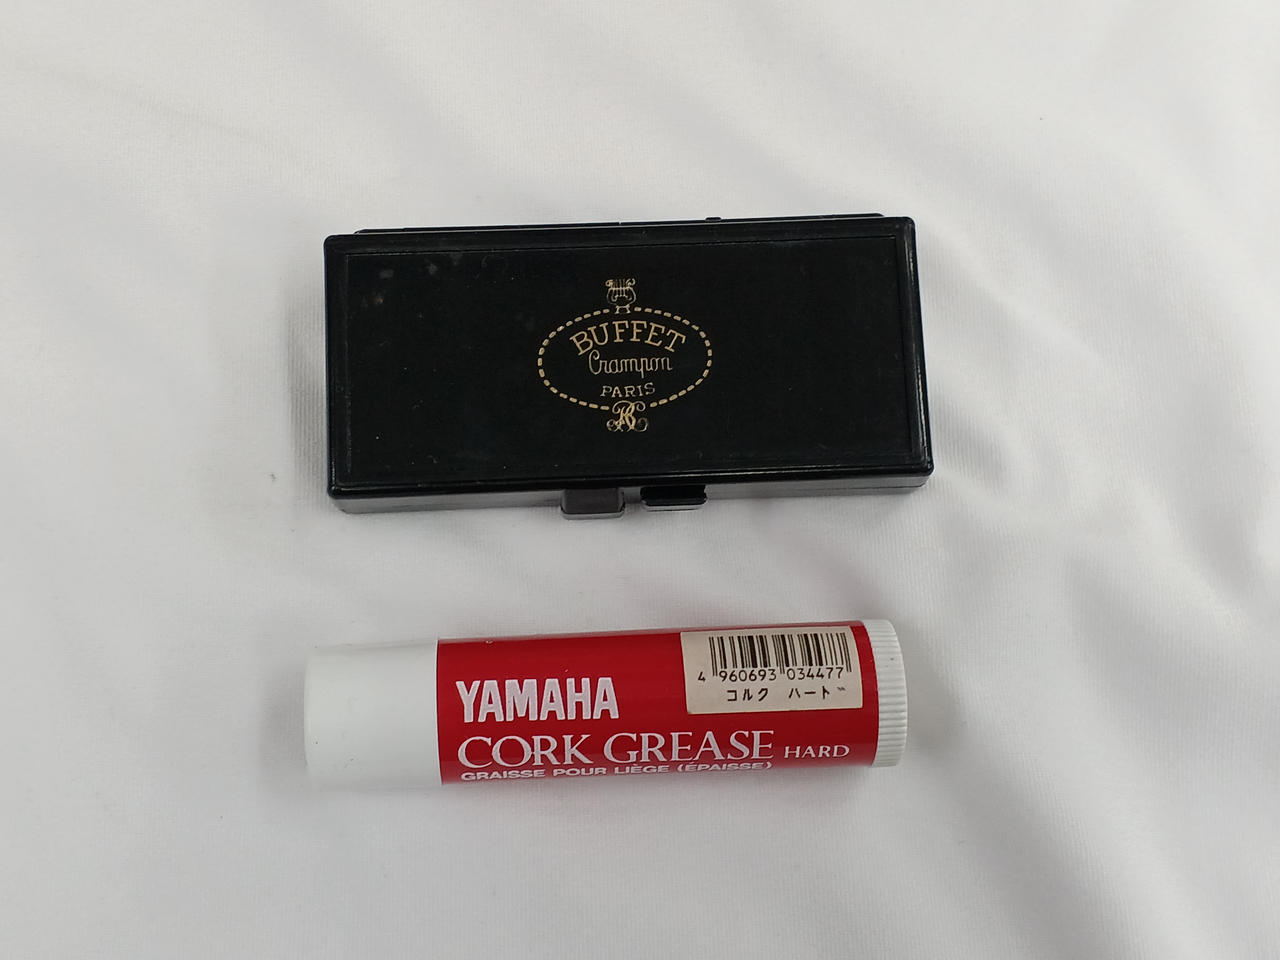 BUFFET
Crampon
PARIS
YAMAHA
CORK GREASE HARD
GRAISSE POUR LIÈGE (ÉPAISSE)
4 960693 034477
コルク ハート